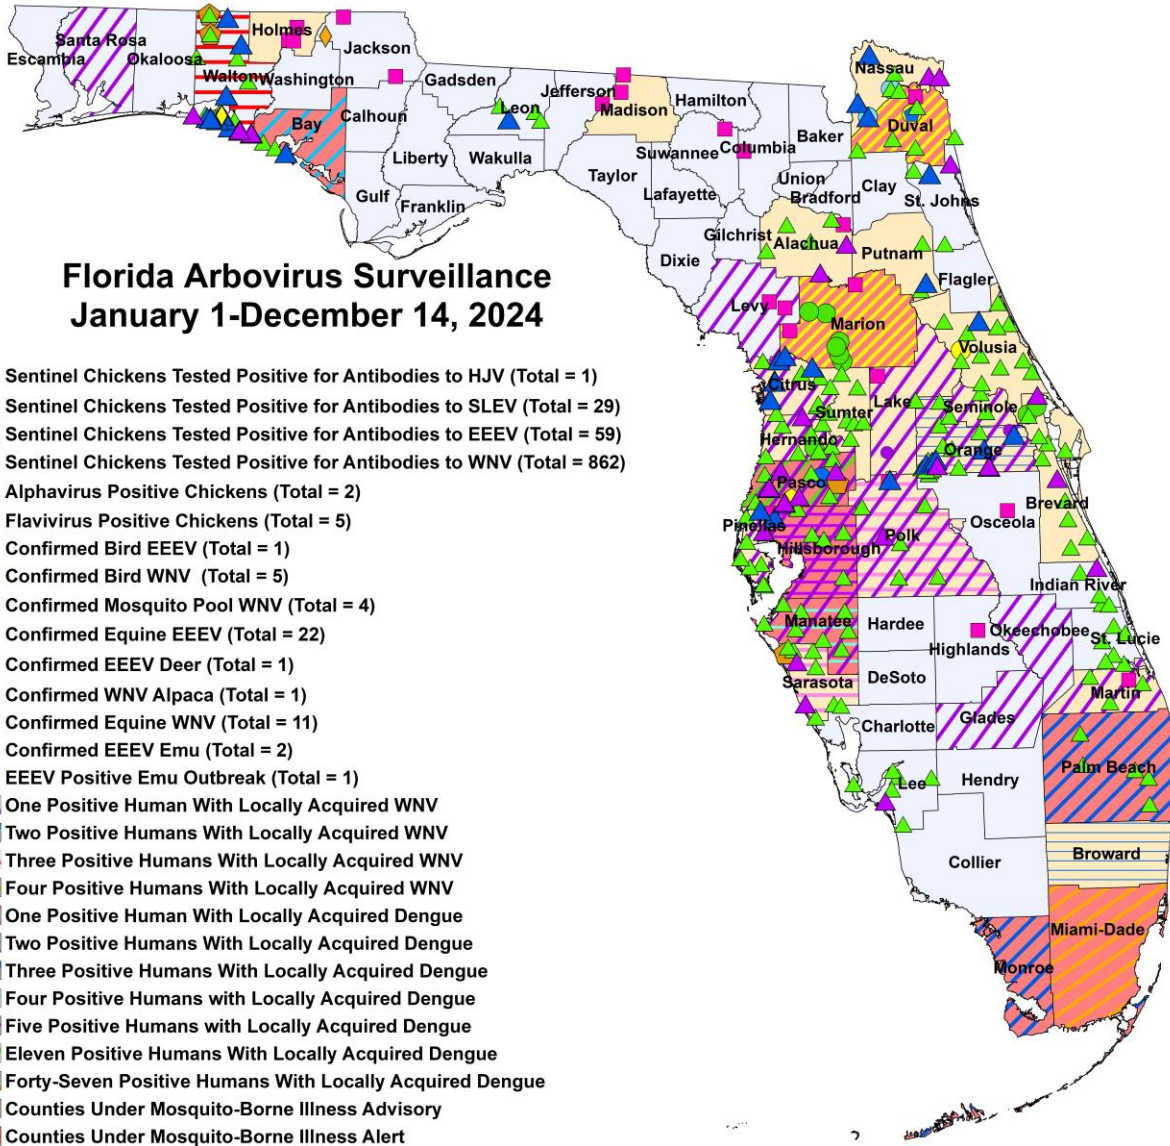 Florida Arbovirus Surveillance
January 1-December 14, 2024
Sentinel Chickens Tested Positive for Antibodies to HJV (Total = 1)
Sentinel Chickens Tested Positive for Antibodies to SLEV (Total = 29)
Sentinel Chickens Tested Positive for Antibodies to EEEV (Total = 59)
Sentinel Chickens Tested Positive for Antibodies to WNV (Total = 862)
Alphavirus Positive Chickens (Total = 2)
Flavivirus Positive Chickens (Total = 5)
Confirmed Bird EEEV (Total = 1)
Confirmed Bird WNV (Total = 5)
Confirmed Mosquito Pool WNV (Total = 4)
Confirmed Equine EEEV (Total = 22)
Confirmed EEEV Deer (Total = 1)
Confirmed WNV Alpaca (Total = 1)
Confirmed Equine WNV (Total = 11)
Confirmed EEEV Emu (Total = 2)
EEEV Positive Emu Outbreak (Total = 1)
One Positive Human With Locally Acquired WNV
Two Positive Humans With Locally Acquired WNV
Three Positive Humans With Locally Acquired WNV
Four Positive Humans With Locally Acquired WNV
One Positive Human With Locally Acquired Dengue
Two Positive Humans With Locally Acquired Dengue
Three Positive Humans With Locally Acquired Dengue
Four Positive Humans with Locally Acquired Dengue
Five Positive Humans with Locally Acquired Dengue
Eleven Positive Humans With Locally Acquired Dengue
Forty-Seven Positive Humans With Locally Acquired Dengue
Counties Under Mosquito-Borne Illness Advisory
Counties Under Mosquito-Borne Illness Alert
Escambia
Santa Rosa
Okaloosa
Walton
Holmes
Washington
Jackson
Bay
Calhoun
Gadsden
Liberty
Gulf
Franklin
Leon
Wakulla
Jefferson
Madison
Taylor
Hamilton
Suwannee
Lafayette
Columbia
Baker
Union
Bradford
Nassau
Duval
Clay
St. Johns
Gilchrist
Dixie
Alachua
Putnam
Flagler
Levy
Marion
Volusia
Citrus
Sumter
Lake
Seminole
Hernando
Orange
Pasco
Pinellas
Hillsborough
Polk
Osceola
Brevard
Indian River
Manatee
Hardee
Highlands
Okeechobee
St. Lucie
Sarasota
DeSoto
Martin
Charlotte
Glades
Lee
Hendry
Palm Beach
Collier
Broward
Miami-Dade
Monroe